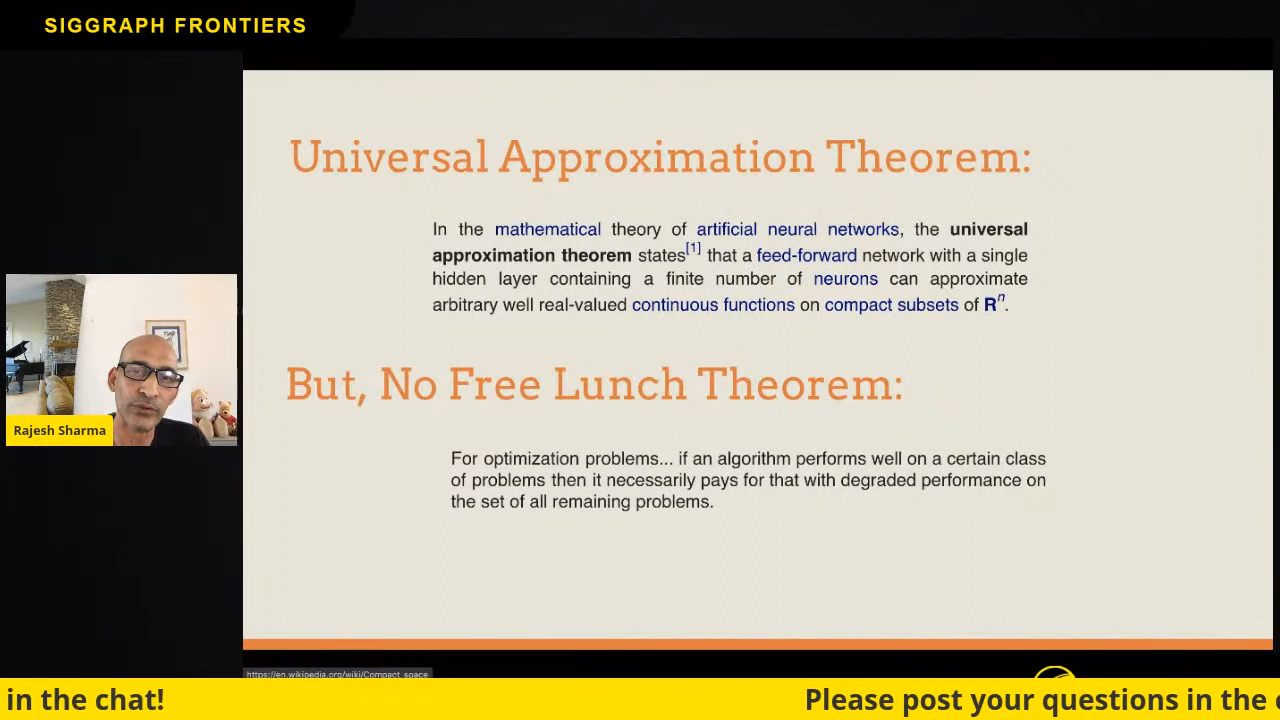 SIGGRAPH FRONTIERS
Universal Approximation Theorem:
In the mathematical theory of artificial neural networks, the universal
approximation theorem states[1] that a feed-forward network with a single
hidden layer containing a finite number of neurons can approximate
arbitrary well real-valued continuous functions on compact subsets of Rn.
But, No Free Lunch Theorem:
For optimization problems... if an algorithm performs well on a certain class
of problems then it necessarily pays for that with degraded performance on
the set of all remaining problems.
Rajesh Sharma
https://en.wikipedia.org/wiki/Compact_space
in the chat!
Please post your questions in the